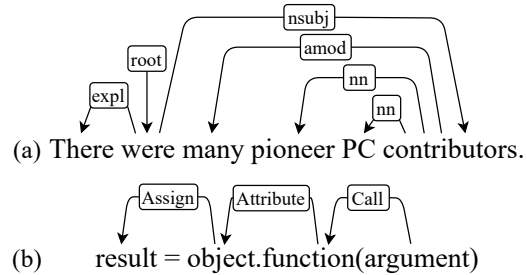 nsubj
root
amod
expl
nn
nn
(a) There were many pioneer PC contributors.
Assign
Attribute
Call
(b) result = object.function(argument)